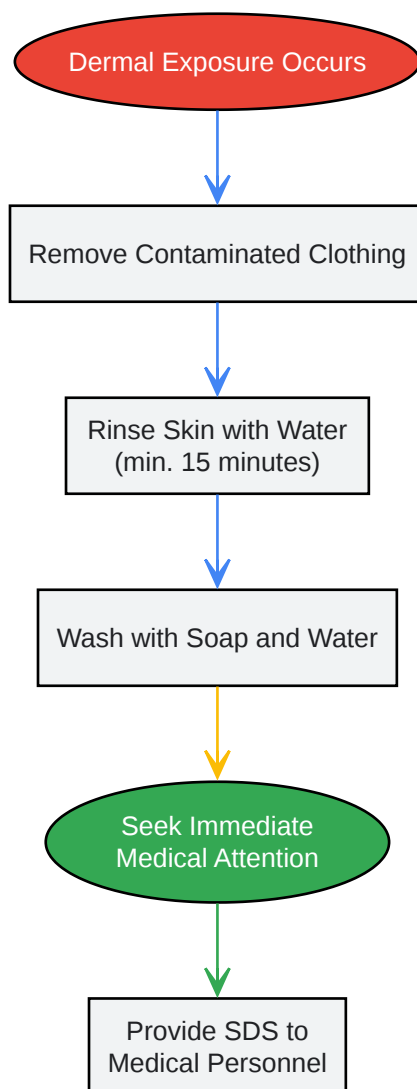 Dermal Exposure Occurs
Remove Contaminated Clothing
Rinse Skin with Water
(min. 15 minutes)
Wash with Soap and Water
Seek Immediate
Medical Attention
Provide SDS to
Medical Personnel